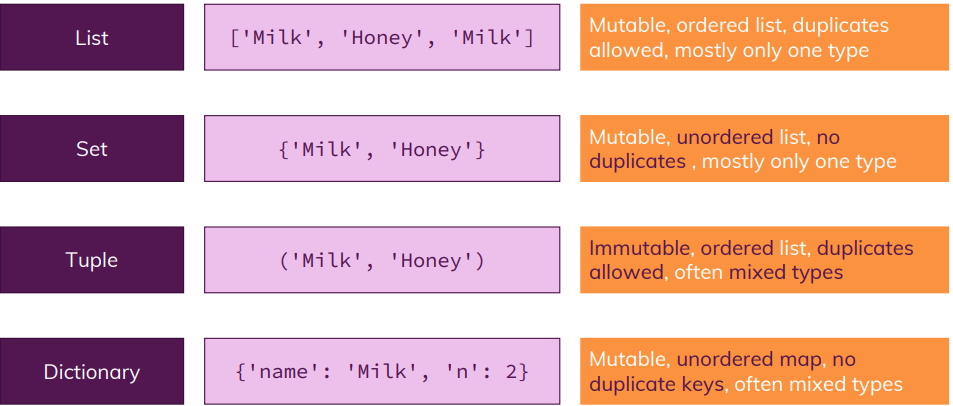 List
['Milk', 'Honey', 'Milk']
Mutable, ordered list, duplicates
allowed, mostly only one type
Set
{'Milk', 'Honey'}
Mutable, unordered list, no
duplicates , mostly only one type
Tuple
('Milk', 'Honey')
Immutable, ordered list, duplicates
allowed, often mixed types
Dictionary
{'name': 'Milk', 'n': 2}
Mutable, unordered map, no
duplicate keys, often mixed types